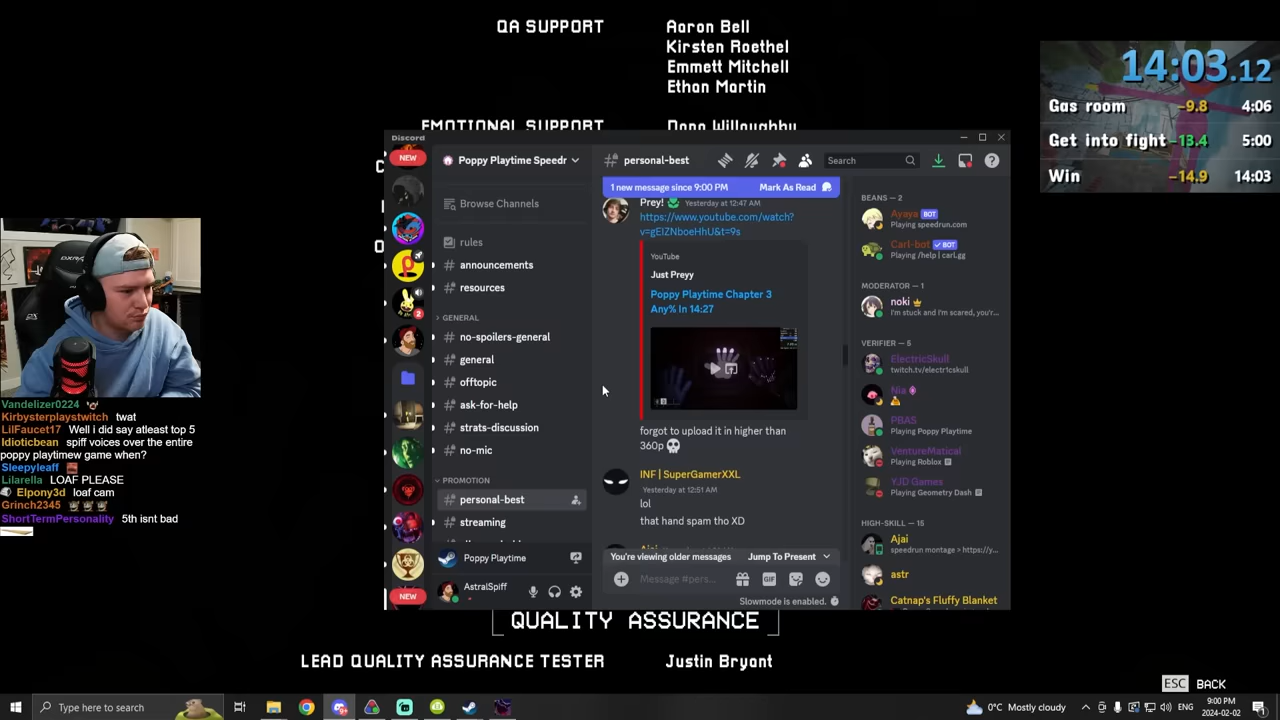 QA SUPPORT
Aaron Bell
Kirsten Roethel
Emmett Mitchell
Ethan Martin
EMOTIONAL SUPPORT
Dana Willoughby
14:03.12
Gas room -9.8 4:06
Get into fight -13.4 5:00
Win -14.9 14:03
Discord
NEW
Poppy Playtime Speedr
Browse Channels
rules
announcements
resources
GENERAL
no-spoilers-general
general
offtopic
ask-for-help
strats-discussion
no-mic
PROMOTION
personal-best
streaming
Poppy Playtime
AstralSpiff
2
NEW
# personal-best
Search
1 new message since 9:00 PM Mark As Read
Prey! Yesterday at 12:47 AM
https://www.youtube.com/watch?
v=gEIZNboeHhU&t=9s
YouTube
Just Preyy
Poppy Playtime Chapter 3
Any% In 14:27
forgot to upload it in higher than
360p 💀
INF | SuperGamerXXL
Yesterday at 12:51 AM
lol
that hand spam tho XD
You're viewing older messages Jump To Present
Message #pers...
GIF
Slowmode is enabled.
BEANS — 2
Ayaya BOT
Playing speedrun.com
Carl-bot ✓ BOT
Playing /help | carl.gg
MODERATOR — 1
noki
I'm stuck and I'm scared, you'r...
VERIFIER — 5
ElectricSkull
twitch.tv/electr1cskull
Nia
PBAS
Playing Poppy Playtime
VentureMatical
Playing Roblox
YJD Games
Playing Geometry Dash
HIGH-SKILL — 15
Ajai
speedrun montage > https://y...
astr
Catnap's Fluffy Blanket
Vandelizer0224
Kirbysterplaystwitch twat
LilFaucet17 Well i did say atleast top 5
Idioticbean spiff voices over the entire
poppy playtimew game when?
Sleepyleaff
Lilarella LOAF PLEASE
Elpony3d loaf cam
Grinch2345
ShortTermPersonality 5th isnt bad
QUALITY ASSURANCE
LEAD QUALITY ASSURANCE TESTER
Justin Bryant
ESC BACK
Type here to search
0°C Mostly cloudy
9:00 PM
2024-02-02